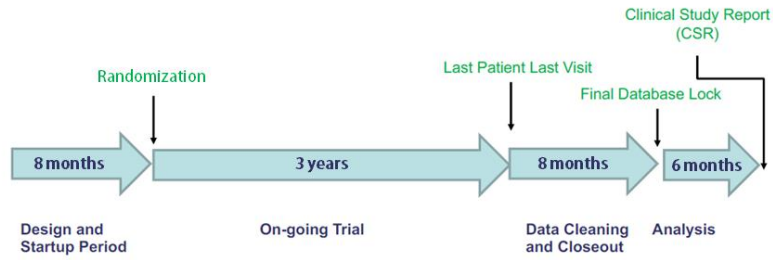 Clinical Study Report
(CSR)
Randomization
Last Patient Last Visit
Final Database Lock
8 months
3 years
8 months
6 months
Design and
Startup Period
On-going Trial
Data Cleaning
and Closeout
Analysis